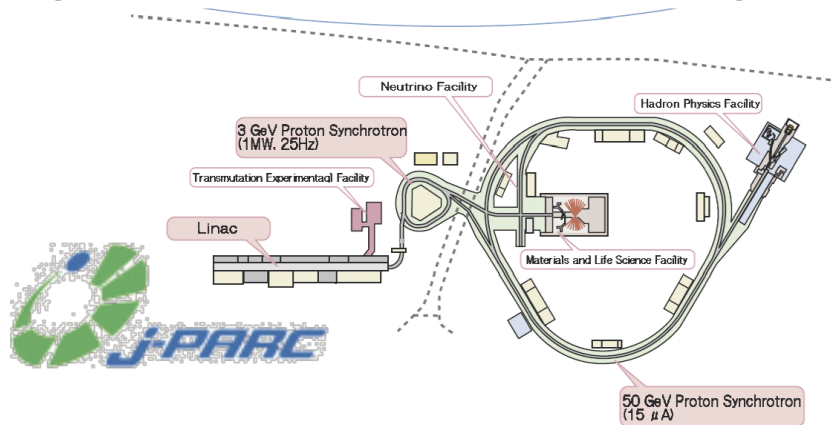 Neutrino Facility
Hadron Physics Facility
3 GeV Proton Synchrotron
(1MW. 25Hz)
Transmutation Experimentaql Facility
Linac
Materials and Life Science Facility
J-PARC
50 GeV Proton Synchrotron
(15 μA)